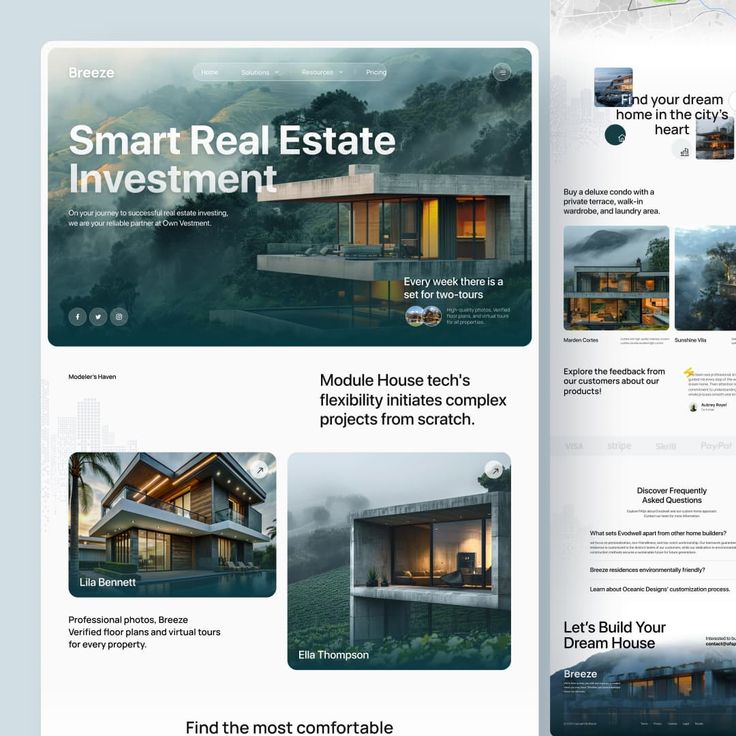 Breeze
Home
Solutions
Resources
Pricing
Smart Real Estate
Investment
On your journey to successful real estate investing,
we are your reliable partner at Own Vestment.
Every week there is a
set for two-tours
High-quality photos, Verified
floor plans, and virtual tours
for all properties.
Modeler's Haven
Module House tech's
flexibility initiates complex
projects from scratch.
Lila Bennett
Ella Thompson
Professional photos, Breeze
Verified floor plans and virtual tours
for every property.
Find the most comfortable
Find your dream
home in the city's
heart
Buy a deluxe condo with a
private terrace, walk-in
wardrobe, and laundry area.
Marden Cortes
Sunshine Vila
Explore the feedback from
our customers about our
products!
Aubrey Rosel
VISA
stripe
Skrill
PayPal
Discover Frequently
Asked Questions
What sets Evodwell apart from other home builders?
Breeze residences environmentally friendly?
Learn about Oceanic Designs' customization process.
Let's Build Your
Dream House
Interested to bu
Breeze